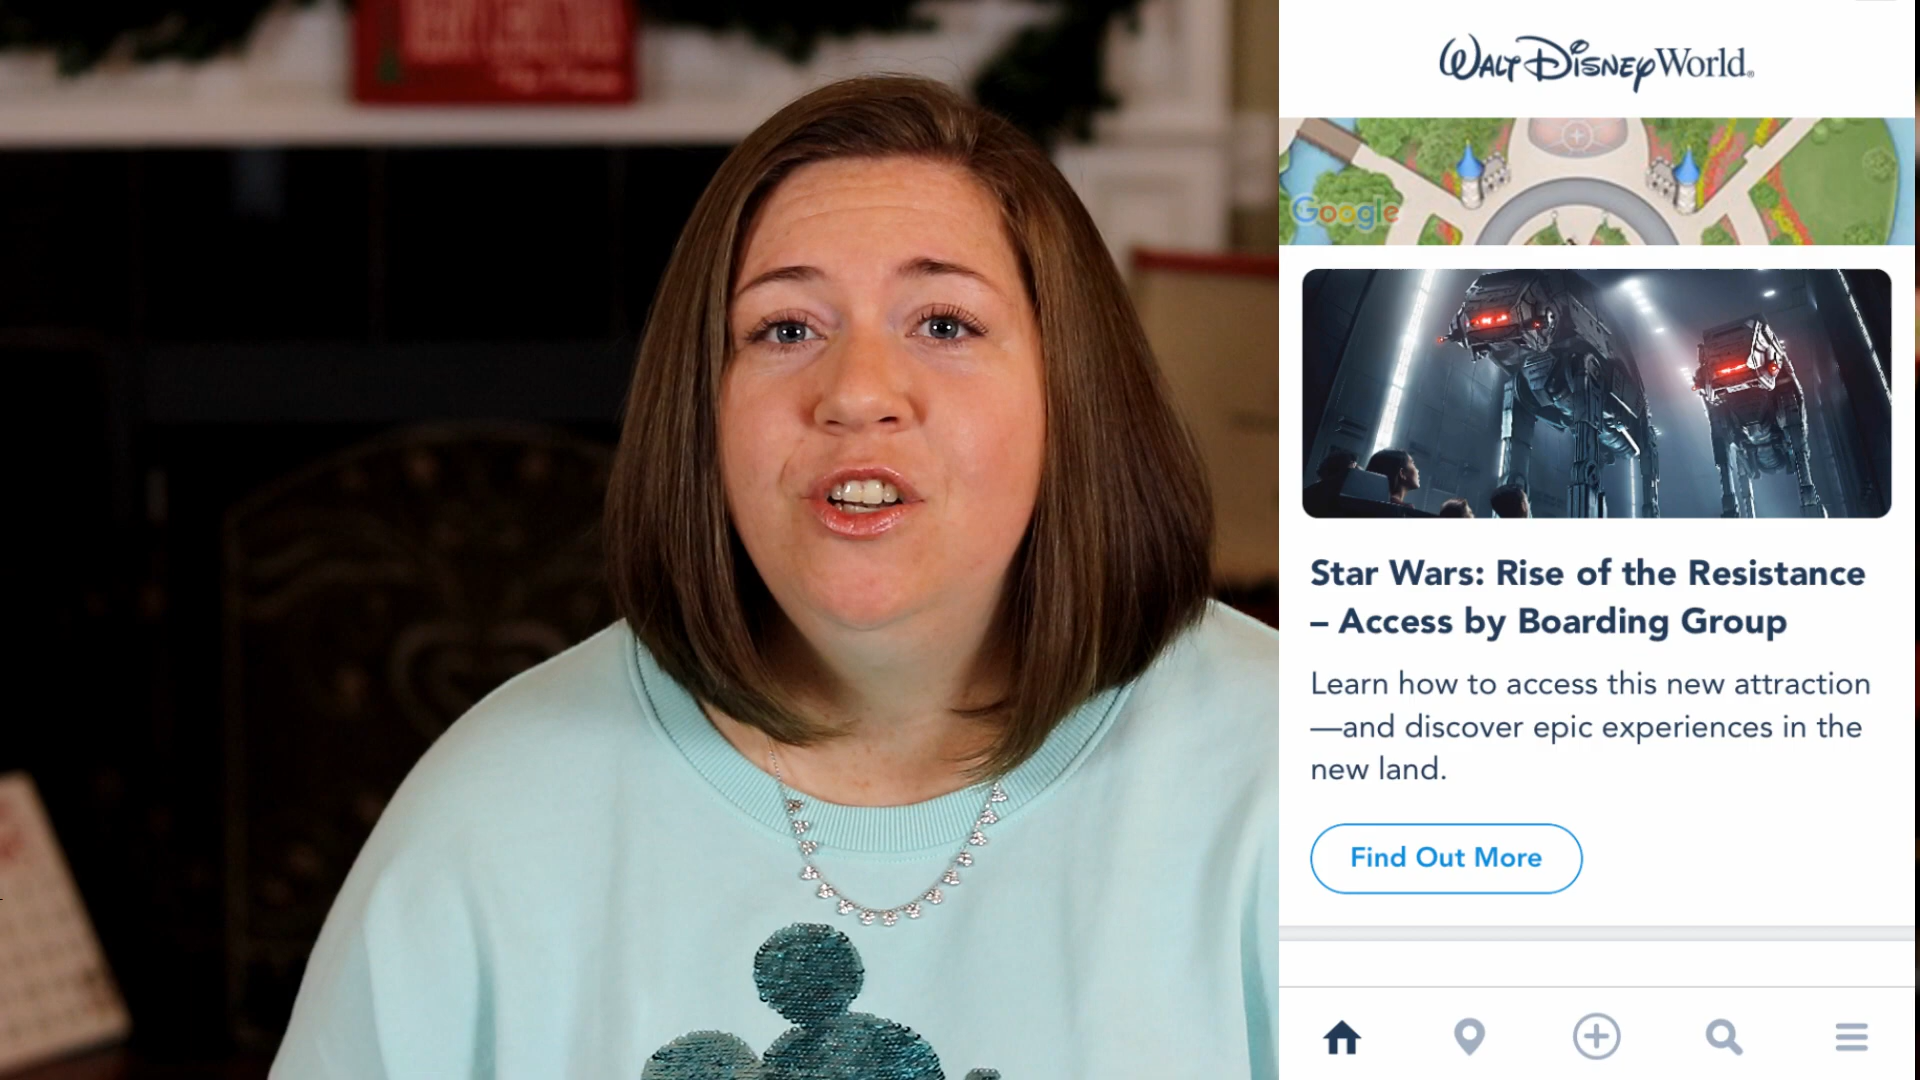 Walt Disney World
Google
Star Wars: Rise of the Resistance
– Access by Boarding Group
Learn how to access this new attraction
—and discover epic experiences in the
new land.
Find Out More